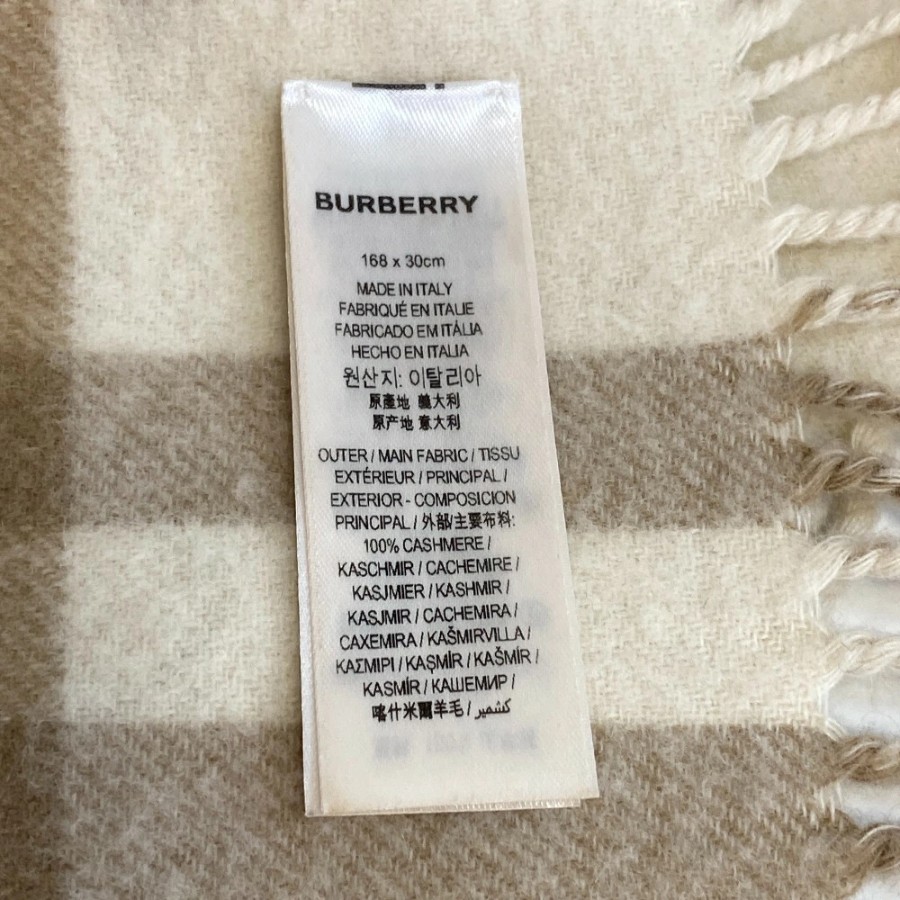 BURBERRY
168 x 30cm
MADE IN ITALY
FABRIQUÉ EN ITALIE
FABRICADO EM ITÁLIA
HECHO EN ITALIA
원산지: 이탈리아
原產地 義大利
原产地 意大利
OUTER / MAIN FABRIC / TISSU
EXTÉRIEUR / PRINCIPAL /
EXTERIOR - COMPOSICION
PRINCIPAL / 外部/主要布料:
100% CASHMERE /
KASCHMIR / CACHEMIRE /
KASJMIER / KASHMIR /
KASJMIR / CACHEMIRA /
CAXEMIRA / KAŠMIRVILLA /
ΚΑΣΜΙΡΙ / KAŞMİR / KAŠMÍR /
KASMÍR / КАШЕМИР /
喀什米爾羊毛 / كشمير